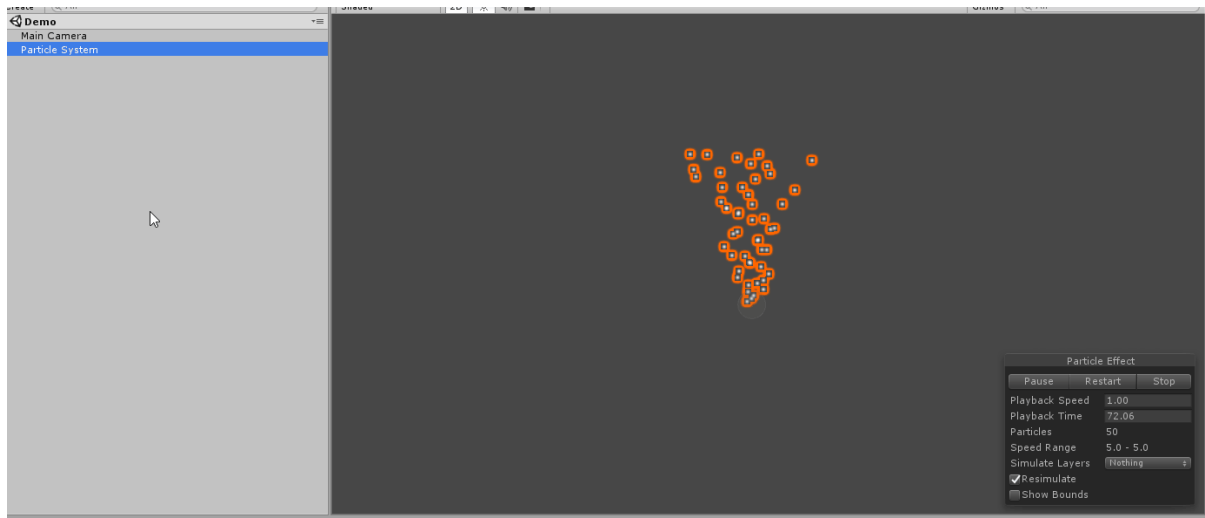 Create
Shaded 2D Gizmos
Demo
Main Camera
Particle System
Particle Effect
Pause Restart Stop
Playback Speed 1.00
Playback Time 72.06
Particles 50
Speed Range 5.0 - 5.0
Simulate Layers Nothing
Resimulate
Show Bounds